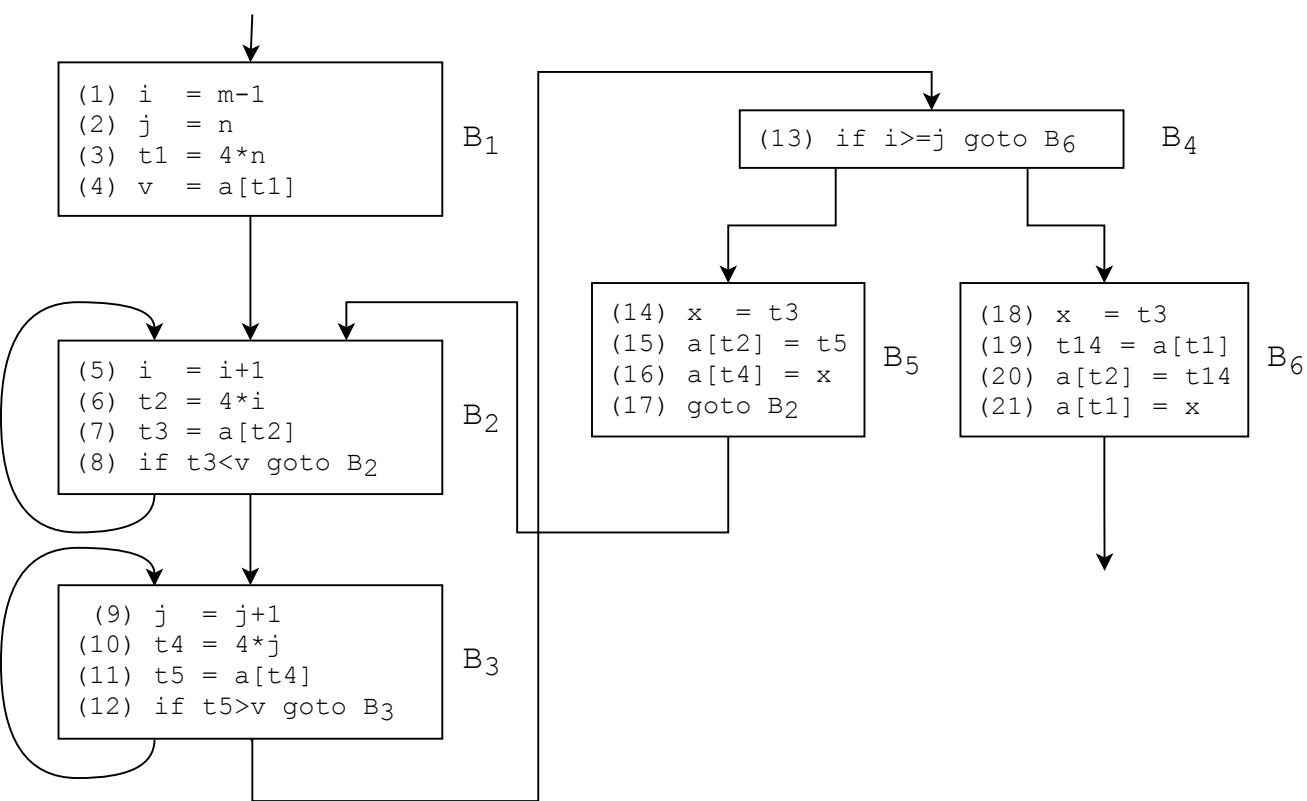 (1) i  = m-1
(2) j  = n
(3) t1 = 4*n
(4) v  = a[t1]
B1
(5) i  = i+1
(6) t2 = 4*i
(7) t3 = a[t2]
(8) if t3<v goto B2
B2
(9) j  = j+1
(10) t4 = 4*j
(11) t5 = a[t4]
(12) if t5>v goto B3
B3
(13) if i>=j goto B6
B4
(14) x  = t3
(15) a[t2] = t5
(16) a[t4] = x
(17) goto B2
B5
(18) x  = t3
(19) t14 = a[t1]
(20) a[t2] = t14
(21) a[t1] = x
B6